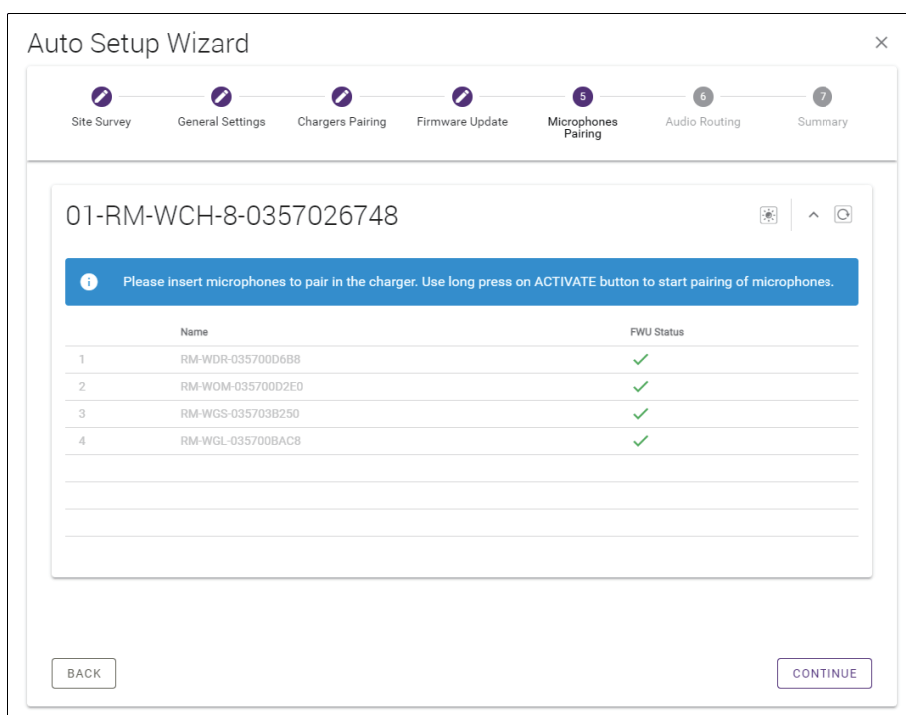 Auto Setup Wizard
Site Survey
General Settings
Chargers Pairing
Firmware Update
5
Microphones
Pairing
6
Audio Routing
7
Summary
01-RM-WCH-8-0357026748
Please insert microphones to pair in the charger. Use long press on ACTIVATE button to start pairing of microphones.
Name FWU Status
1 RM-WDR-035700D6B8
2 RM-WOM-035700D2E0
3 RM-WGS-035703B250
4 RM-WGL-035700BAC8
BACK
CONTINUE